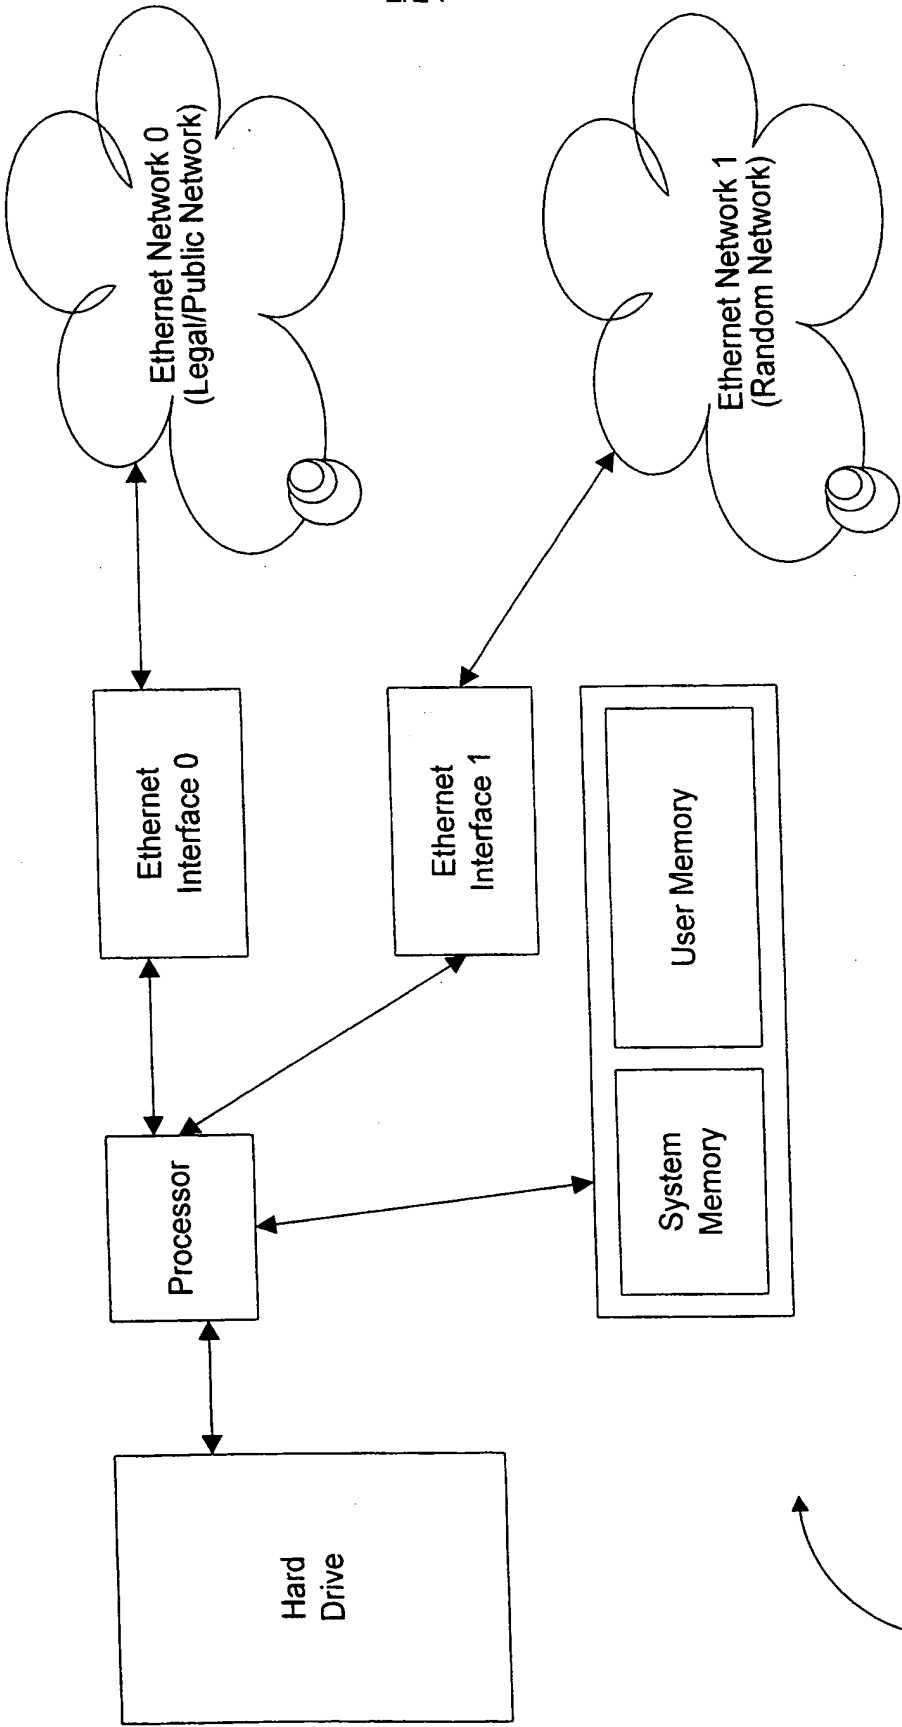 Hard
Drive
Processor
Ethernet
Interface 0
Ethernet Network 0
(Legal/Public Network)
Ethernet
Interface 1
Ethernet Network 1
(Random Network)
System
Memory
User Memory